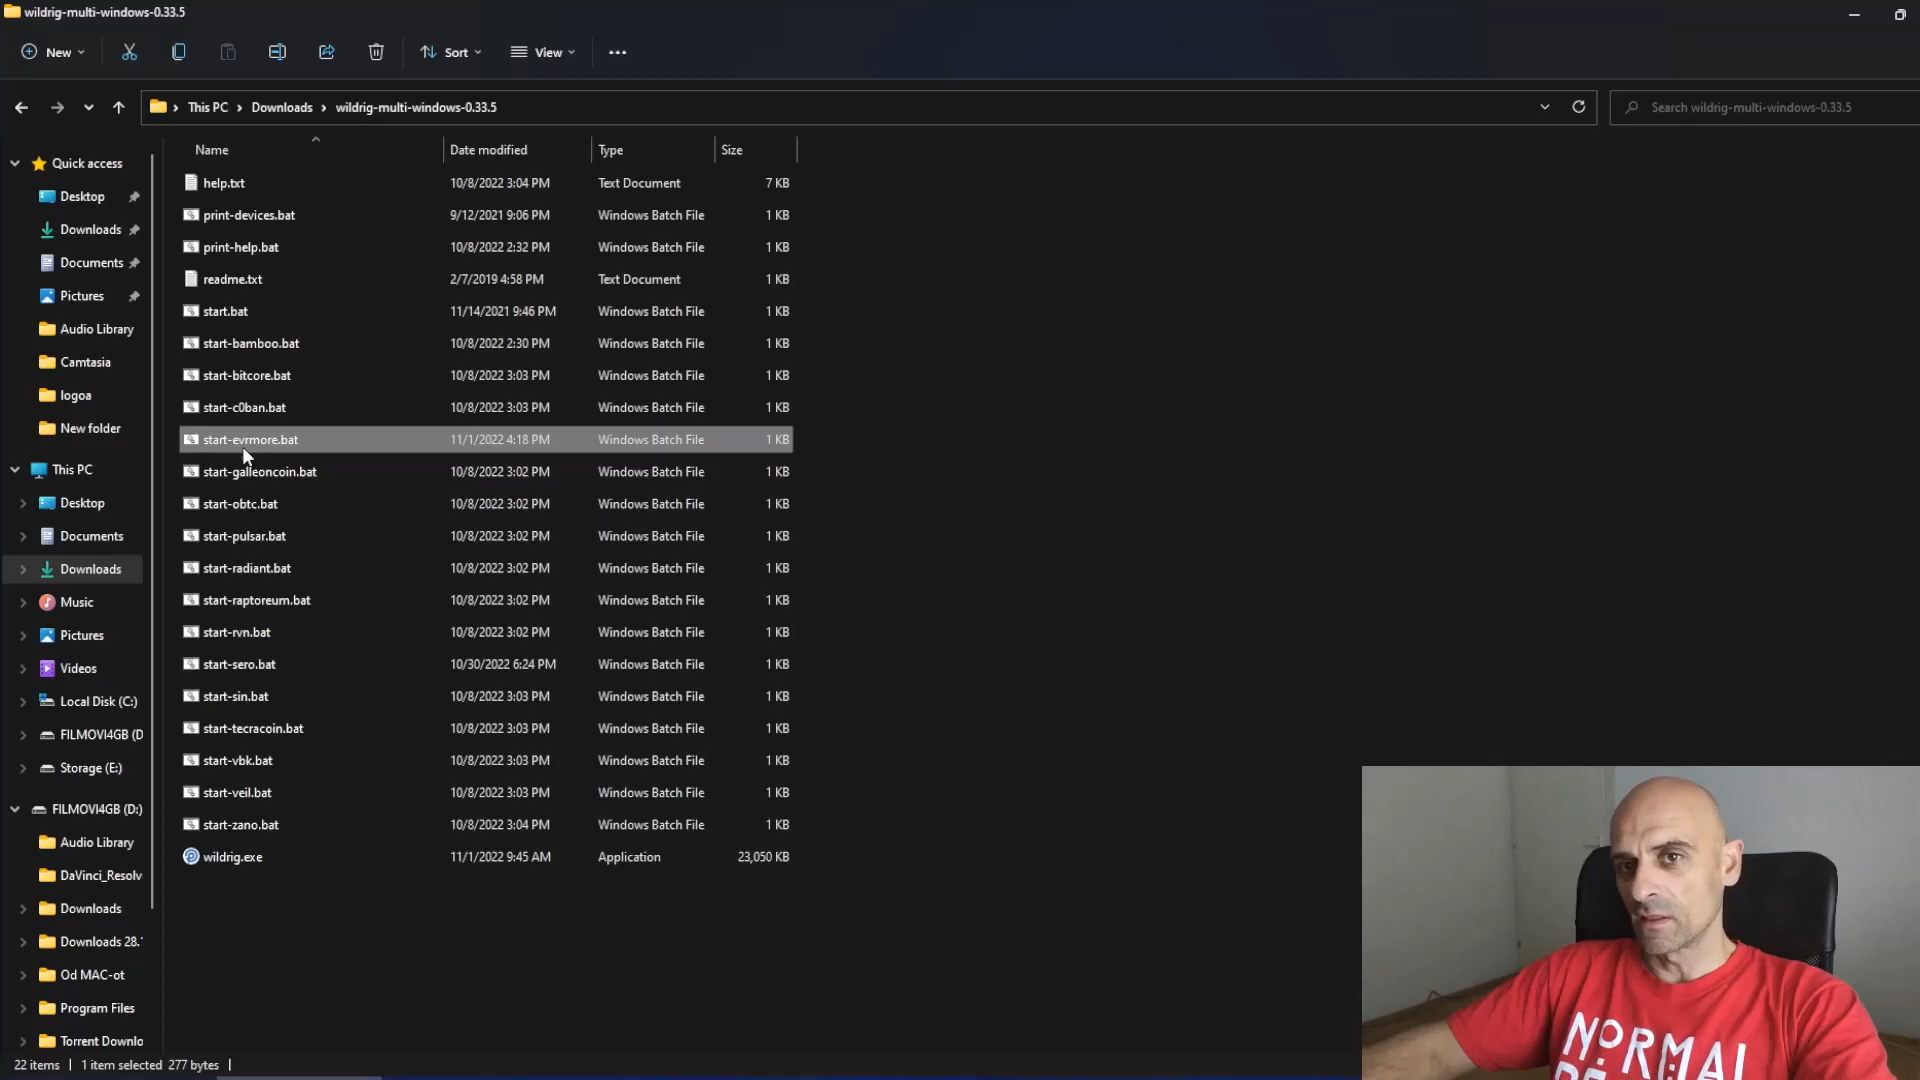 wildrig-multi-windows-0.33.5
New
Sort
View
This PC > Downloads > wildrig-multi-windows-0.33.5
Search wildrig-multi-windows-0.33.5
Name Date modified Type Size
help.txt 10/8/2022 3:04 PM Text Document 7 KB
print-devices.bat 9/12/2021 9:06 PM Windows Batch File 1 KB
print-help.bat 10/8/2022 2:32 PM Windows Batch File 1 KB
readme.txt 2/7/2019 4:58 PM Text Document 1 KB
start.bat 11/14/2021 9:46 PM Windows Batch File 1 KB
start-bamboo.bat 10/8/2022 2:30 PM Windows Batch File 1 KB
start-bitcore.bat 10/8/2022 3:03 PM Windows Batch File 1 KB
start-c0ban.bat 10/8/2022 3:03 PM Windows Batch File 1 KB
start-evrmore.bat 11/1/2022 4:18 PM Windows Batch File 1 KB
start-galleoncoin.bat 10/8/2022 3:02 PM Windows Batch File 1 KB
start-obtc.bat 10/8/2022 3:02 PM Windows Batch File 1 KB
start-pulsar.bat 10/8/2022 3:02 PM Windows Batch File 1 KB
start-radiant.bat 10/8/2022 3:02 PM Windows Batch File 1 KB
start-raptoreum.bat 10/8/2022 3:02 PM Windows Batch File 1 KB
start-rvn.bat 10/8/2022 3:02 PM Windows Batch File 1 KB
start-sero.bat 10/30/2022 6:24 PM Windows Batch File 1 KB
start-sin.bat 10/8/2022 3:03 PM Windows Batch File 1 KB
start-tecracoin.bat 10/8/2022 3:03 PM Windows Batch File 1 KB
start-vbk.bat 10/8/2022 3:03 PM Windows Batch File 1 KB
start-veil.bat 10/8/2022 3:03 PM Windows Batch File 1 KB
start-zano.bat 10/8/2022 3:04 PM Windows Batch File 1 KB
wildrig.exe 11/1/2022 9:45 AM Application 23,050 KB
Quick access
Desktop
Downloads
Documents
Pictures
Audio Library
Camtasia
logoa
New folder
This PC
Desktop
Documents
Downloads
Music
Pictures
Videos
Local Disk (C:)
FILMOVI4GB (D
Storage (E:)
FILMOVI4GB (D:)
Audio Library
DaVinci_Resolv
Downloads
Downloads 28.1
Od MAC-ot
Program Files
Torrent Downlo
22 items 1 item selected 277 bytes
NORMAL